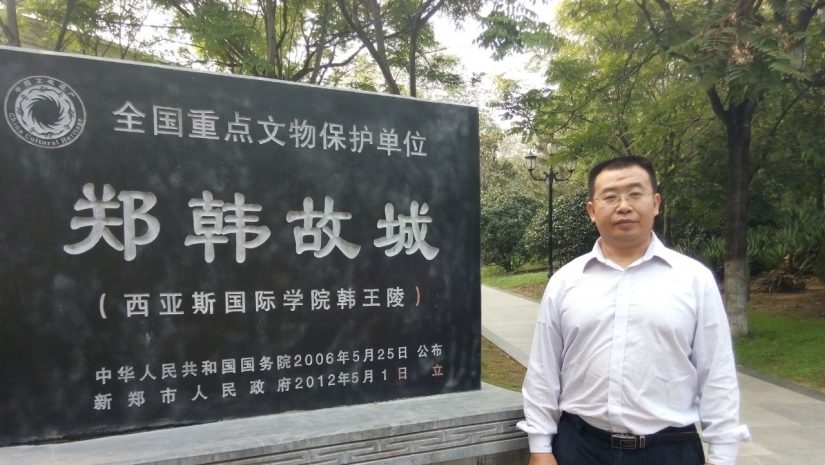 China Cultural Heritage
全国重点文物保护单位
郑韩故城
(西亚斯国际学院韩王陵)
中华人民共和国国务院2006年5月25日 公布
新郑市人民政府2012年5月1日 立